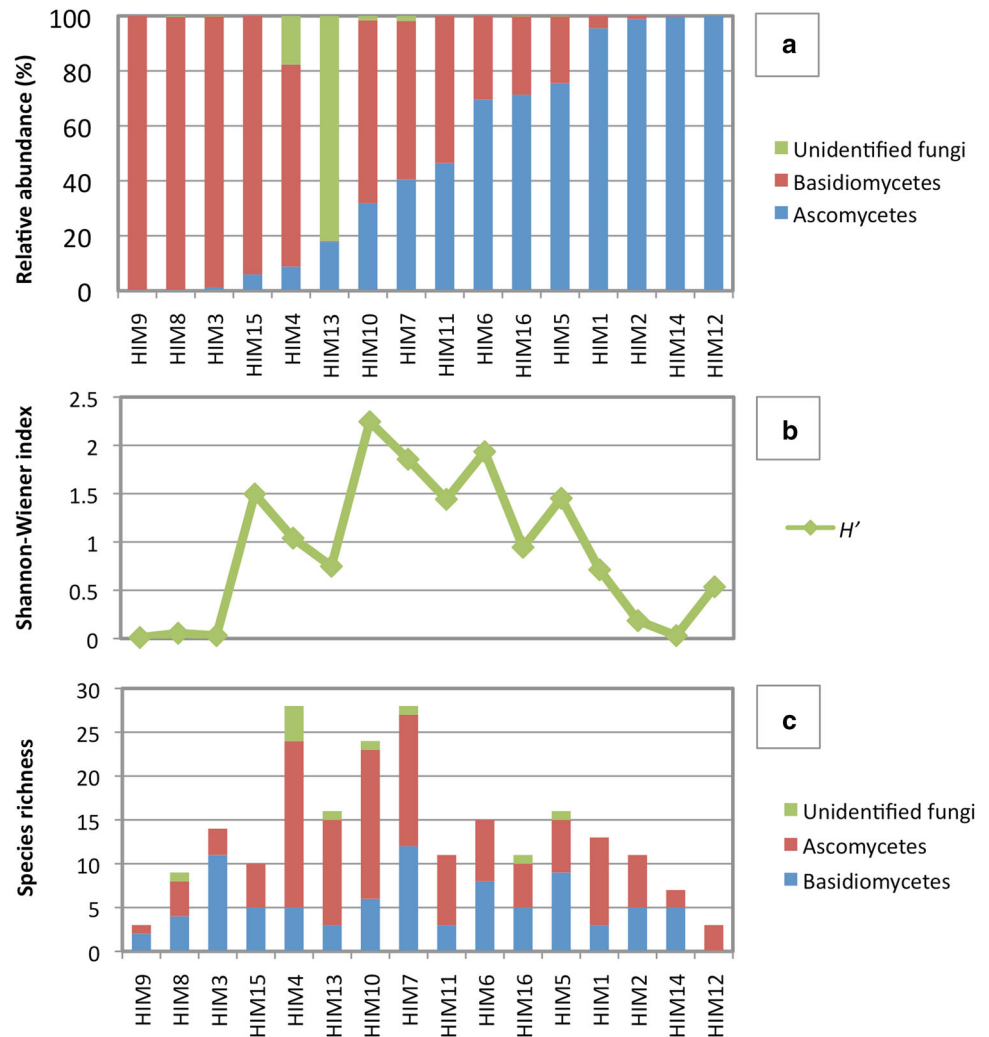 a
Relative abundance (%)
100
80
60
40
20
0
Unidentified fungi
Basidiomycetes
Ascomycetes
HIM9
HIM8
HIM3
HIM15
HIM4
HIM13
HIM10
HIM7
HIM11
HIM6
HIM16
HIM5
HIM1
HIM2
HIM14
HIM12
b
Shannon-Wiener index
2.5
2
1.5
1
0.5
0
H’
c
Species richness
30
25
20
15
10
5
0
Unidentified fungi
Ascomycetes
Basidiomycetes
HIM9
HIM8
HIM3
HIM15
HIM4
HIM13
HIM10
HIM7
HIM11
HIM6
HIM16
HIM5
HIM1
HIM2
HIM14
HIM12